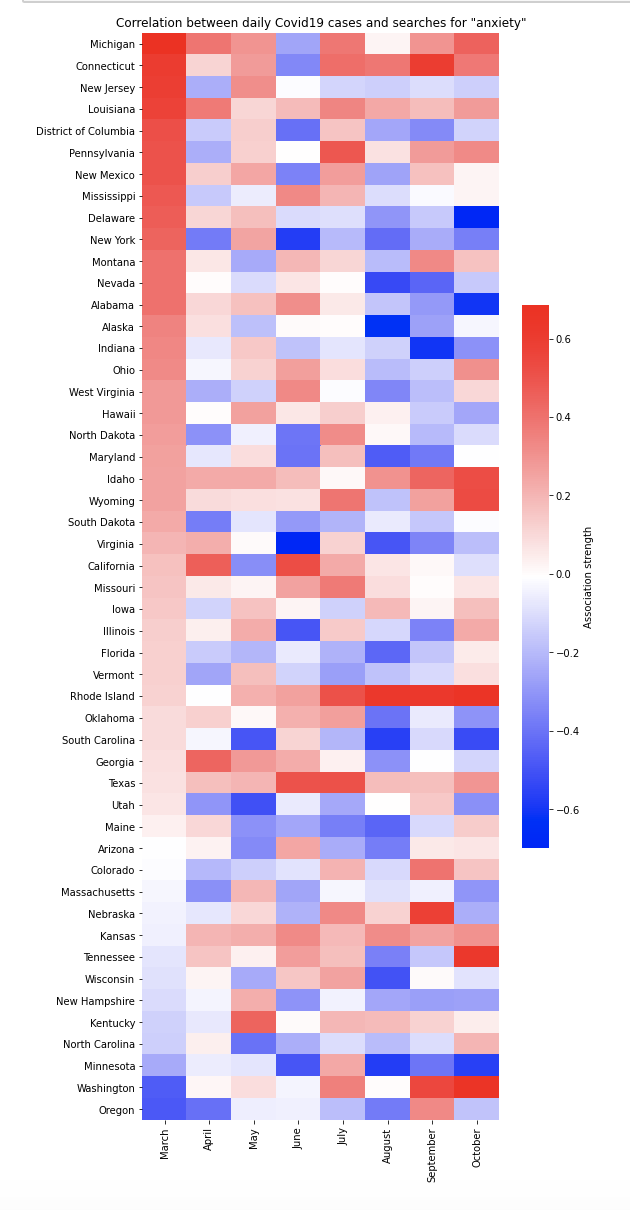 Correlation between daily Covid19 cases and searches for "anxiety"
Michigan
Connecticut
New Jersey
Louisiana
District of Columbia
Pennsylvania
New Mexico
Mississippi
Delaware
New York
Montana
Nevada
Alabama
Alaska
Indiana
Ohio
West Virginia
Hawaii
North Dakota
Maryland
Idaho
Wyoming
South Dakota
Virginia
California
Missouri
Iowa
Illinois
Florida
Vermont
Rhode Island
Oklahoma
South Carolina
Georgia
Texas
Utah
Maine
Arizona
Colorado
Massachusetts
Nebraska
Kansas
Tennessee
Wisconsin
New Hampshire
Kentucky
North Carolina
Minnesota
Washington
Oregon
March
April
May
June
July
August
September
October
0.6
0.4
0.2
0.0
−0.2
−0.4
−0.6
Association strength